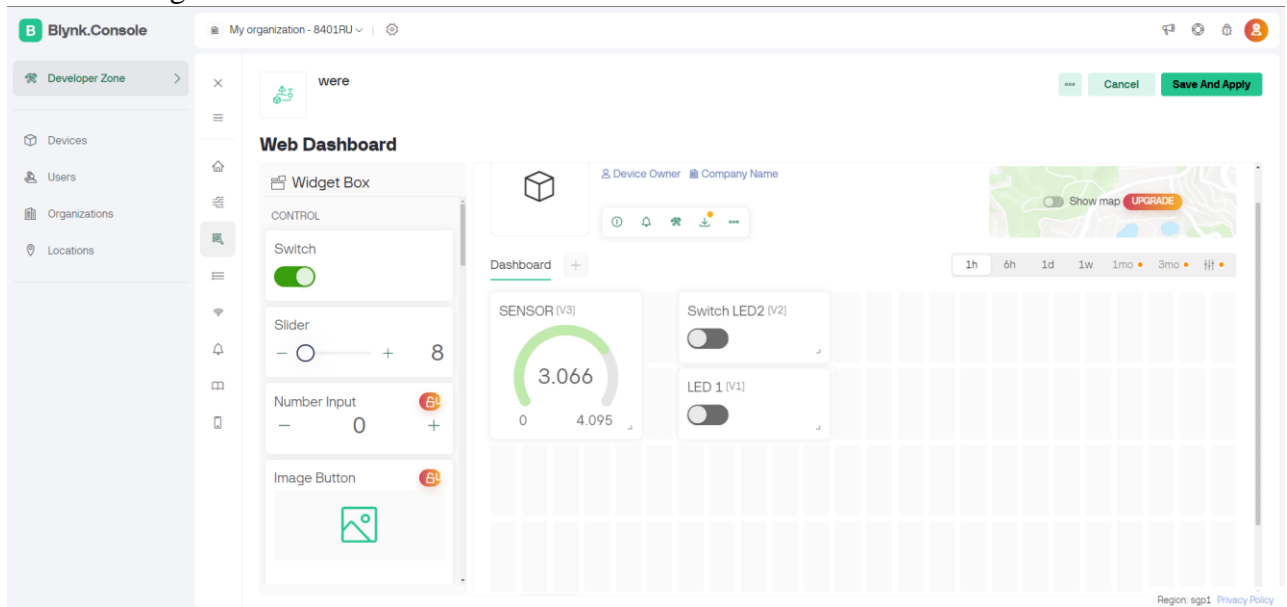 B Blynk.Console
My organization - 8401RU
Developer Zone
were
Cancel
Save And Apply
Devices
Users
Organizations
Locations
Web Dashboard
Widget Box
CONTROL
Switch
Slider
8
Number Input
0
Image Button
Device Owner
Company Name
Show map UPGRADE
Dashboard
1h 6h 1d 1w 1mo 3mo
SENSOR (V3)
3.066
0 4.095
Switch LED2 (V2)
LED 1 (V1)
Region: sgp1 Privacy Policy